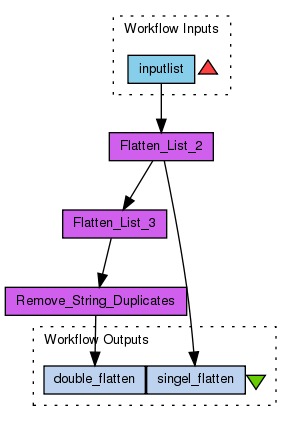 Workflow Inputs
inputlist
Flatten_List_2
Flatten_List_3
Remove_String_Duplicates
Workflow Outputs
double_flatten singel_flatten